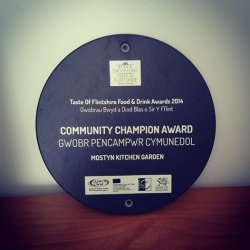 Taste Of Flintshire Food & Drink Awards 2014
Gwobrau Bwyd a Diod Blas o Sir Y Fflint
COMMUNITY CHAMPION AWARD
GWOBR PENCAMPWR CYMUNEDOL
MOSTYN KITCHEN GARDEN